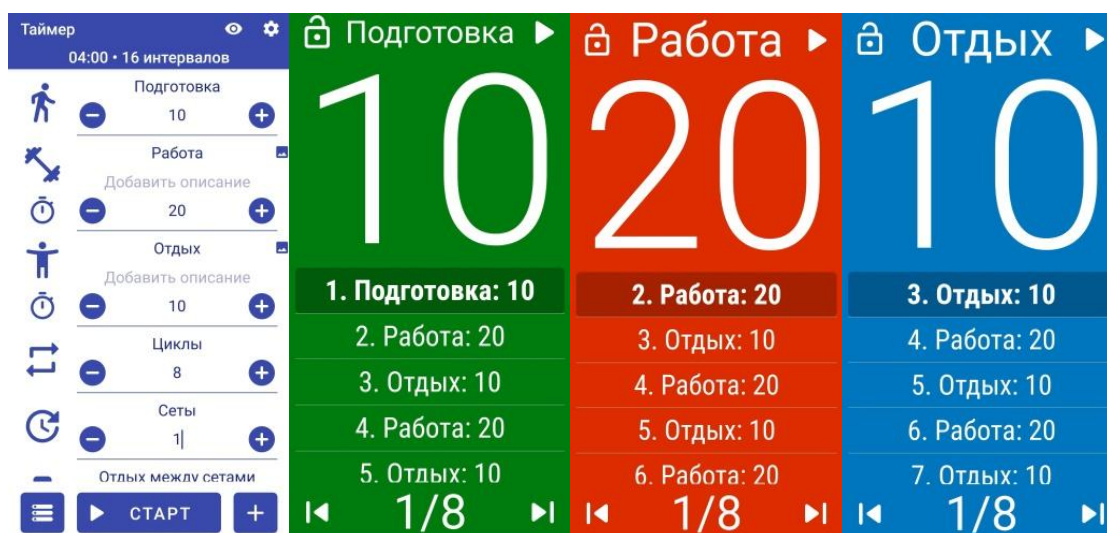 Таймер
04:00 • 16 интервалов
Подготовка
10
Работа
Добавить описание
20
Отдых
Добавить описание
10
Циклы
8
Сеты
1
Отдых между сетами
СТАРТ
Подготовка
10
1. Подготовка: 10
2. Работа: 20
3. Отдых: 10
4. Работа: 20
5. Отдых: 10
1/8
Работа
20
2. Работа: 20
3. Отдых: 10
4. Работа: 20
5. Отдых: 10
6. Работа: 20
1/8
Отдых
10
3. Отдых: 10
4. Работа: 20
5. Отдых: 10
6. Работа: 20
7. Отдых: 10
1/8